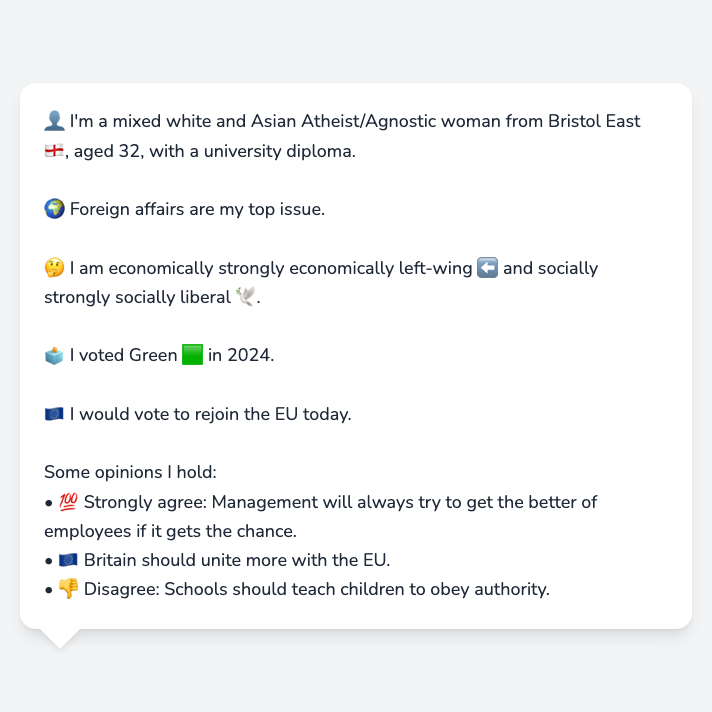 👤 I'm a mixed white and Asian Atheist/Agnostic woman from Bristol East
🏴󠁧󠁢󠁥󠁮󠁧󠁿, aged 32, with a university diploma.
🌍 Foreign affairs are my top issue.
🤔 I am economically strongly economically left-wing ⬅️ and socially
strongly socially liberal 🕊️.
🗳️ I voted Green 🟩 in 2024.
🇪🇺 I would vote to rejoin the EU today.
Some opinions I hold:
• 💯 Strongly agree: Management will always try to get the better of
employees if it gets the chance.
• 🇪🇺 Britain should unite more with the EU.
• 👎 Disagree: Schools should teach children to obey authority.